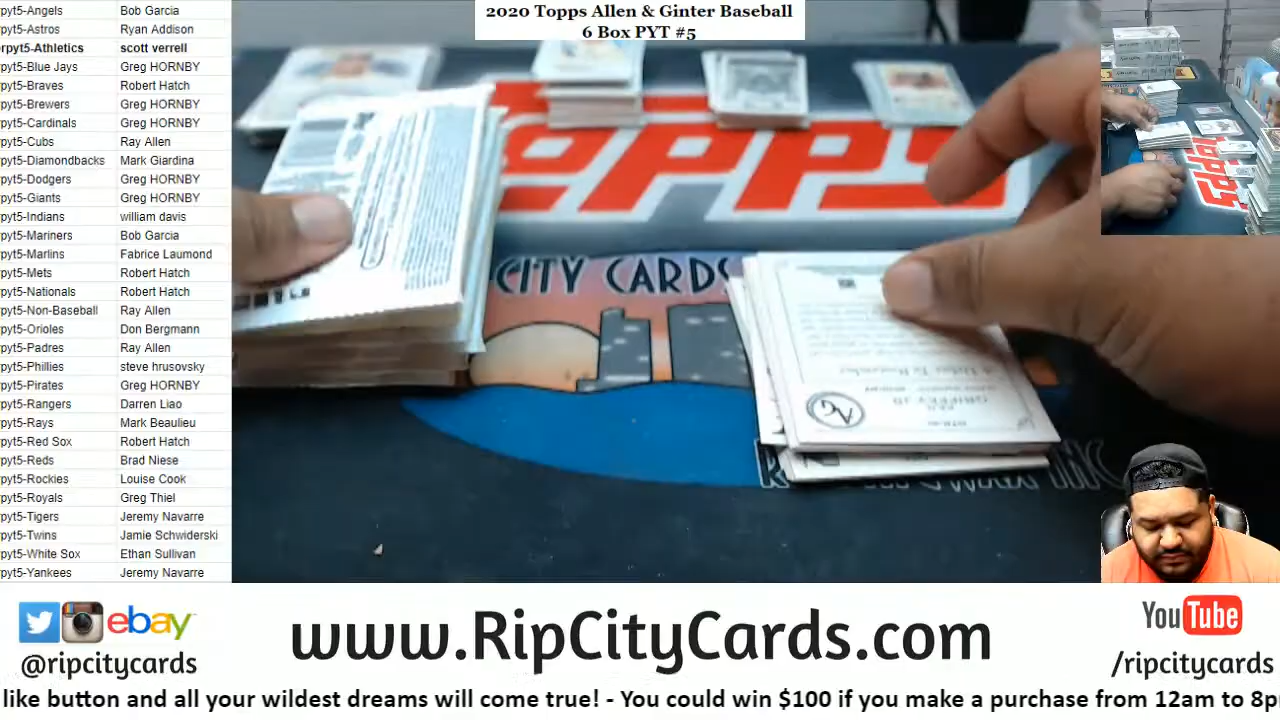 2020 Topps Allen & Ginter Baseball
6 Box PYT #5
pyt5-Angels Bob Garcia
pyt5-Astros Ryan Addison
rpyt5-Athletics scott verrell
pyt5-Blue Jays Greg HORNBY
pyt5-Braves Robert Hatch
pyt5-Brewers Greg HORNBY
pyt5-Cardinals Greg HORNBY
pyt5-Cubs Ray Allen
pyt5-Diamondbacks Mark Giardina
pyt5-Dodgers Greg HORNBY
pyt5-Giants Greg HORNBY
pyt5-Indians william davis
pyt5-Mariners Bob Garcia
pyt5-Marlins Fabrice Laumond
pyt5-Mets Robert Hatch
pyt5-Nationals Robert Hatch
pyt5-Non-Baseball Ray Allen
pyt5-Orioles Don Bergmann
pyt5-Padres Ray Allen
pyt5-Phillies steve hrusovsky
pyt5-Pirates Greg HORNBY
pyt5-Rangers Darren Liao
pyt5-Rays Mark Beaulieu
pyt5-Red Sox Robert Hatch
pyt5-Reds Brad Niese
pyt5-Rockies Louise Cook
pyt5-Royals Greg Thiel
pyt5-Tigers Jeremy Navarre
pyt5-Twins Jamie Schwiderski
pyt5-White Sox Ethan Sullivan
pyt5-Yankees Jeremy Navarre
topps
CITY CARDS
GRIFFEY JR
AG
ebay
@ripcitycards
www.RipCityCards.com
YouTube
/ripcitycards
like button and all your wildest dreams will come true! - You could win $100 if you make a purchase from 12am to 8p